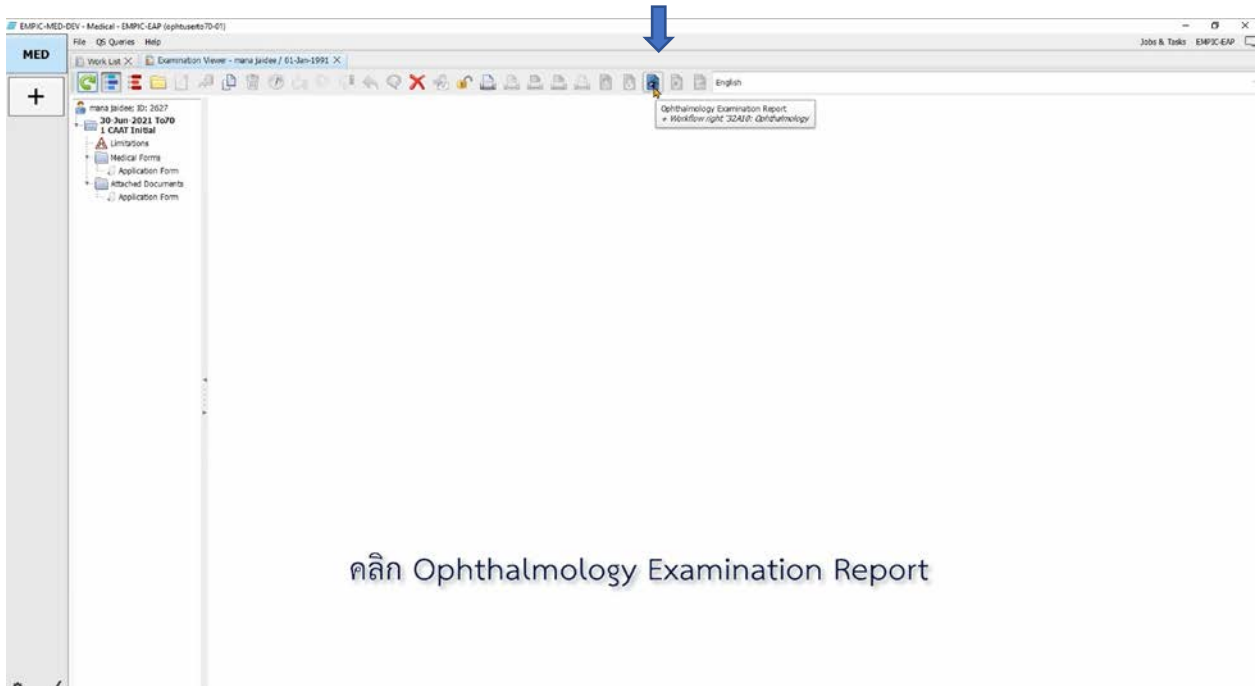 EMPIC-MED-DEV - Medical - EMPIC-EAP (ophtuserto70-01)
File QS Queries Help
Jobs & Tasks EMPIC-EAP
MED
Work List X
Examination Viewer - mana jaidee / 01-Jan-1991 X
+
English
Ophthalmology Examination Report
+ Workflow right '32A10: Ophthalmology
mana jaidee; ID: 2627
30-Jun-2021 To70
1 CAAT Initial
Limitations
Medical Forms
Application Form
Attached Documents
Application Form
คลิก Ophthalmology Examination Report